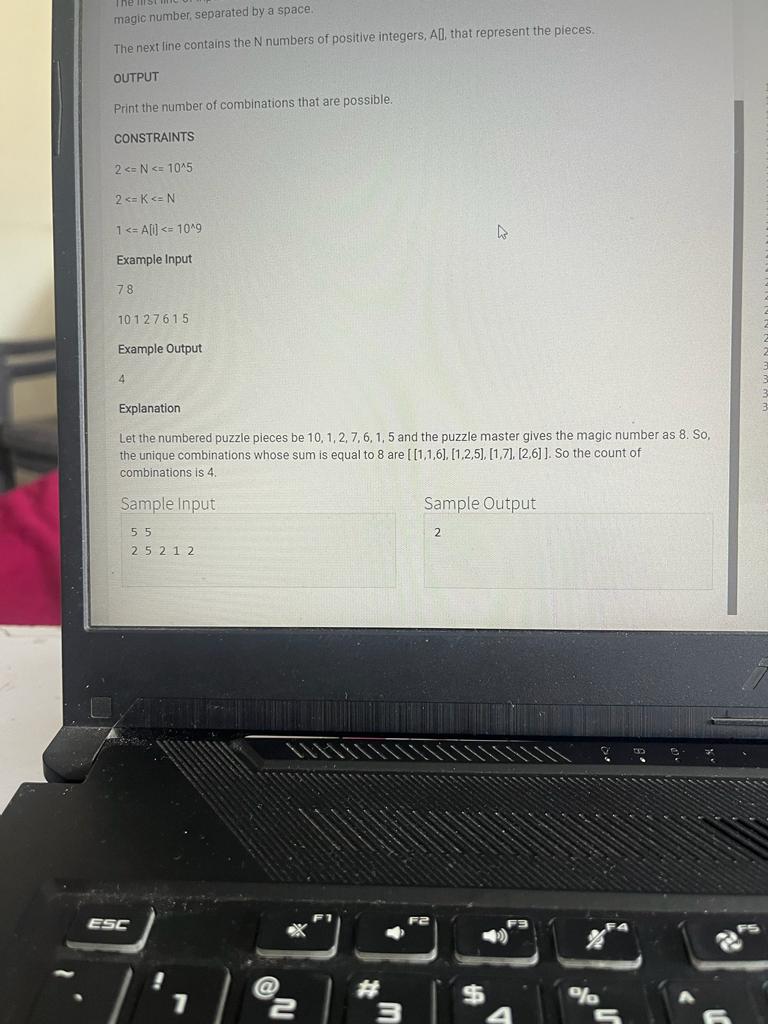 magic number, separated by a space.
The next line contains the N numbers of positive integers, A[], that represent the pieces.
OUTPUT
Print the number of combinations that are possible.
CONSTRAINTS
2 <= N <= 10^5
2 <= K <= N
1 <= A[i] <= 10^9
Example Input
7 8
10 1 2 7 6 1 5
Example Output
4
Explanation
Let the numbered puzzle pieces be 10, 1, 2, 7, 6, 1, 5 and the puzzle master gives the magic number as 8. So,
the unique combinations whose sum is equal to 8 are [ [1,1,6], [1,2,5], [1,7], [2,6] ]. So the count of
combinations is 4.
Sample Input
Sample Output
5 5
2 5 2 1 2
2
ESC
F1
F2
F3
F4
F5
~
!
1
@
2
#
3
$
4
%
5
^
6